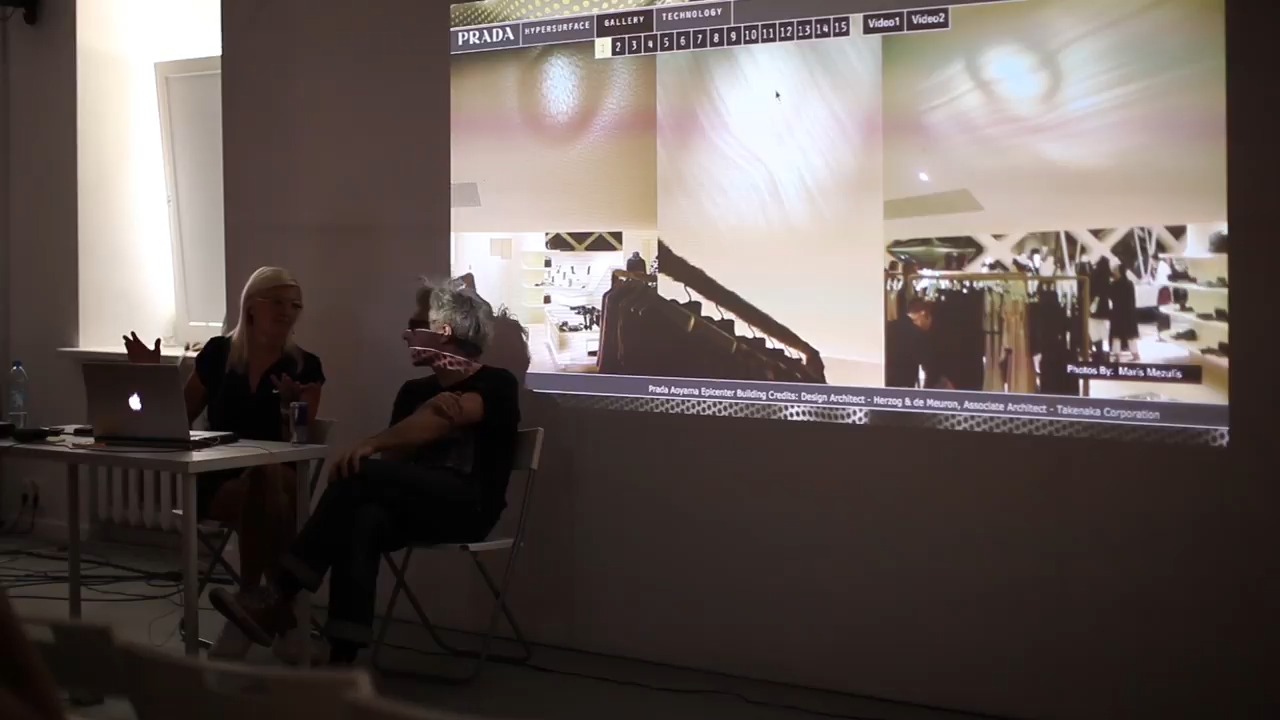 PRADA HYPERSURFACE GALLERY TECHNOLOGY
1 2 3 4 5 6 7 8 9 10 11 12 13 14 15 Video1 Video2
Photos By: Maris Mezulis
Prada Aoyama Epicenter Building Credits: Design Architect - Herzog & de Meuron, Associate Architect - Takenaka Corporation